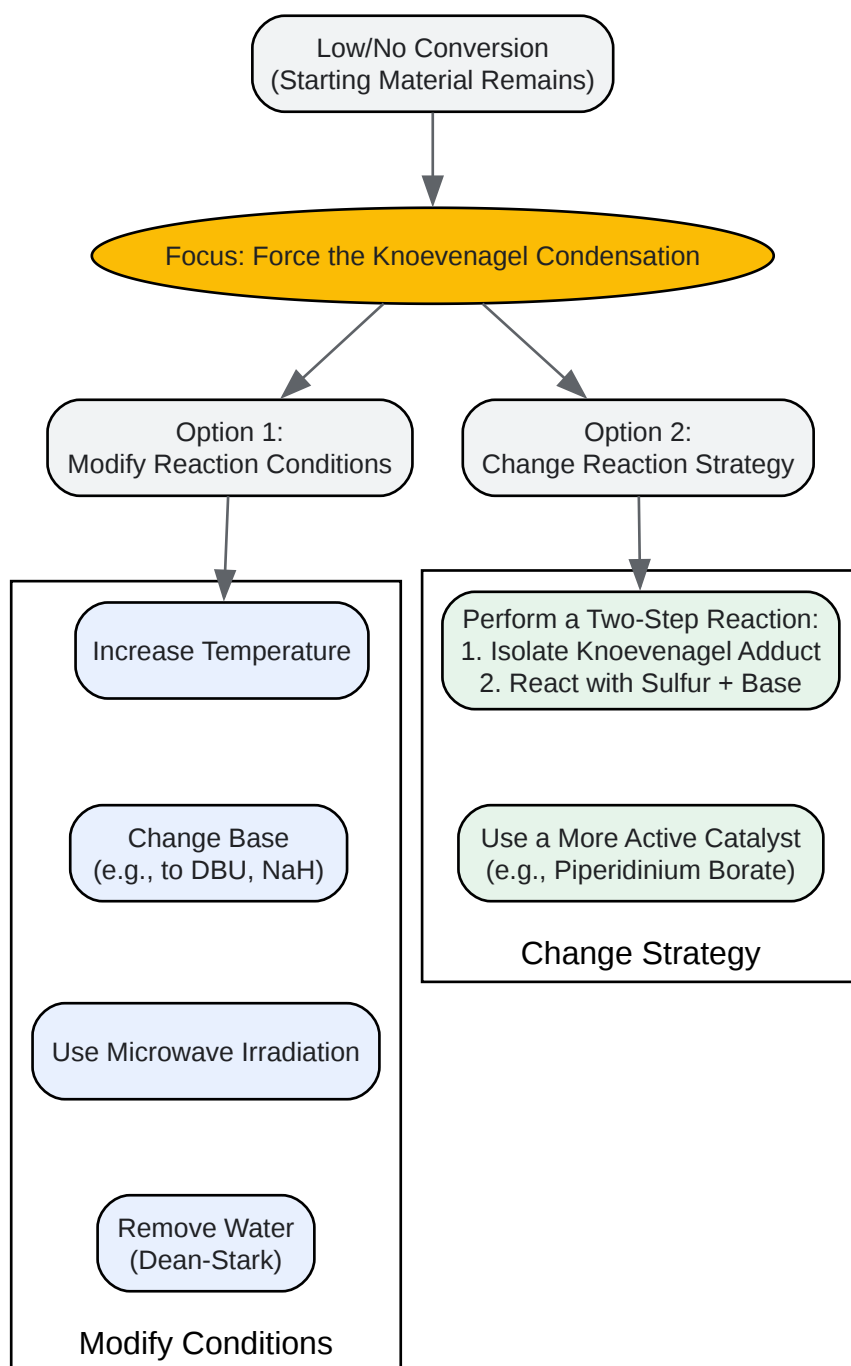 Low/No Conversion
(Starting Material Remains)
Focus: Force the Knoevenagel Condensation
Option 1:
Modify Reaction Conditions
Option 2:
Change Reaction Strategy
Increase Temperature
Change Base
(e.g., to DBU, NaH)
Use Microwave Irradiation
Remove Water
(Dean-Stark)
Modify Conditions
Perform a Two-Step Reaction:
1. Isolate Knoevenagel Adduct
2. React with Sulfur + Base
Use a More Active Catalyst
(e.g., Piperidinium Borate)
Change Strategy